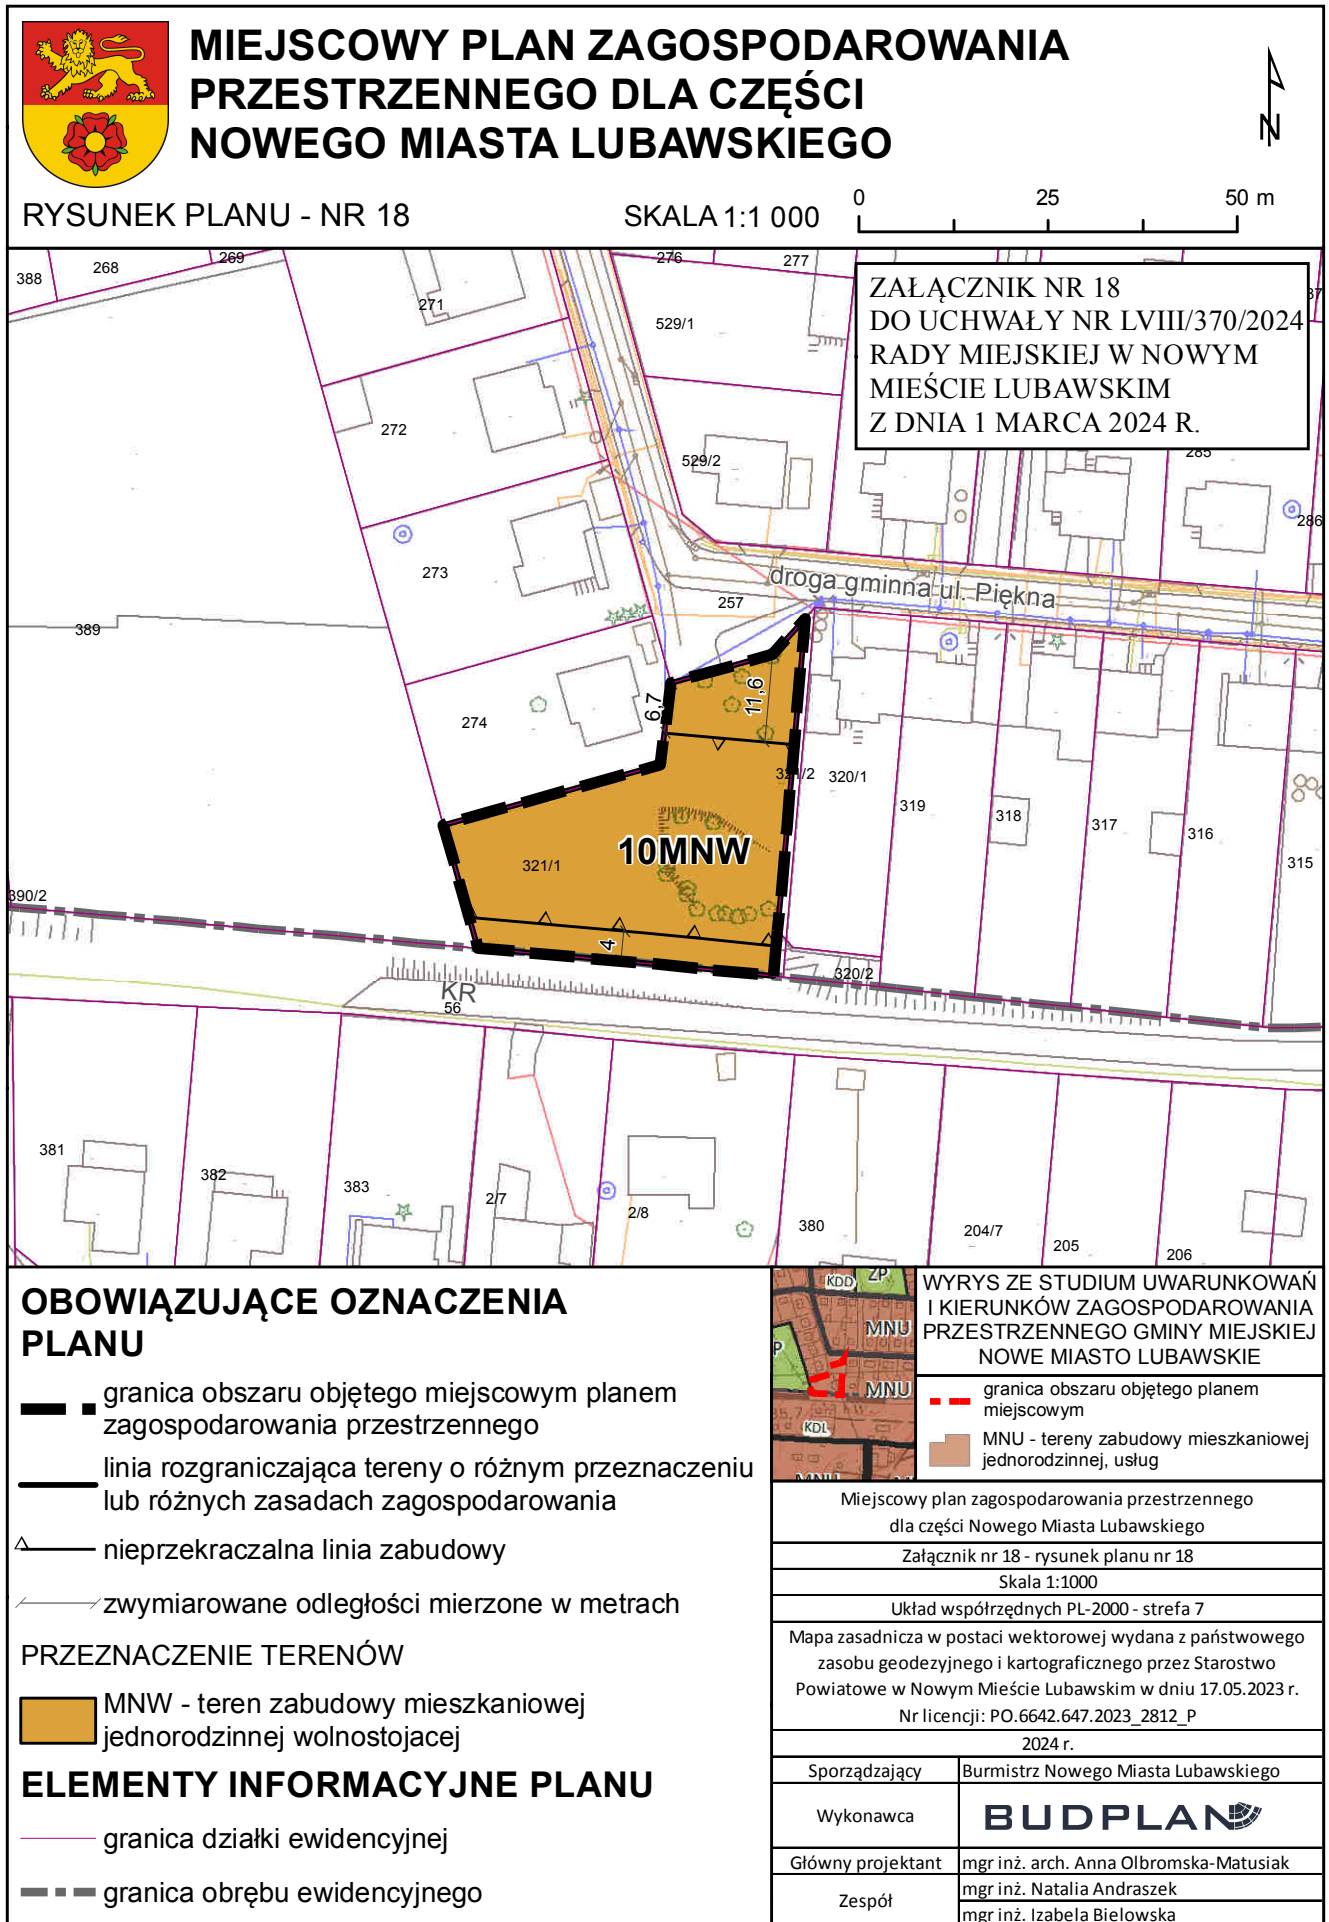 MIEJSCOWY PLAN ZAGOSPODAROWANIA
PRZESTRZENNEGO DLA CZĘŚCI
NOWEGO MIASTA LUBAWSKIEGO
N
RYSUNEK PLANU - NR 18
SKALA 1:1 000
0 25 50 m
ZAŁĄCZNIK NR 18
DO UCHWAŁY NR LVIII/370/2024
RADY MIEJSKIEJ W NOWYM
MIEŚCIE LUBAWSKIM
Z DNIA 1 MARCA 2024 R.
388
268
269
271
276
277
529/1
272
529/2
285
286
273
257
droga gminna ul. Piękna
389
274
6,7
11,6
321/2
320/1
319
318
317
316
315
321/1
10MNW
390/2
4
320/2
KR
56
381
382
383
2/7
2/8
380
204/7
205
206
OBOWIĄZUJĄCE OZNACZENIA
PLANU
granica obszaru objętego miejscowym planem
zagospodarowania przestrzennego
linia rozgraniczająca tereny o różnym przeznaczeniu
lub różnych zasadach zagospodarowania
nieprzekraczalna linia zabudowy
zwymiarowane odległości mierzone w metrach
PRZEZNACZENIE TERENÓW
MNW - teren zabudowy mieszkaniowej
jednorodzinnej wolnostojacej
ELEMENTY INFORMACYJNE PLANU
granica działki ewidencyjnej
granica obrębu ewidencyjnego
KDD
ZP
MNU
P
MNU
KDL
MNU
WYRYS ZE STUDIUM UWARUNKOWAŃ
I KIERUNKÓW ZAGOSPODAROWANIA
PRZESTRZENNEGO GMINY MIEJSKIEJ
NOWE MIASTO LUBAWSKIE
granica obszaru objętego planem
miejscowym
MNU - tereny zabudowy mieszkaniowej
jednorodzinnej, usług
Miejscowy plan zagospodarowania przestrzennego
dla części Nowego Miasta Lubawskiego
Załącznik nr 18 - rysunek planu nr 18
Skala 1:1000
Układ współrzędnych PL-2000 - strefa 7
Mapa zasadnicza w postaci wektorowej wydana z państwowego
zasobu geodezyjnego i kartograficznego przez Starostwo
Powiatowe w Nowym Mieście Lubawskim w dniu 17.05.2023 r.
Nr licencji: PO.6642.647.2023_2812_P
2024 r.
Sporządzający Burmistrz Nowego Miasta Lubawskiego
Wykonawca BUDPLAN
Główny projektant mgr inż. arch. Anna Olbromska-Matusiak
Zespół mgr inż. Natalia Andraszek
mgr inż. Izabela Bielowska